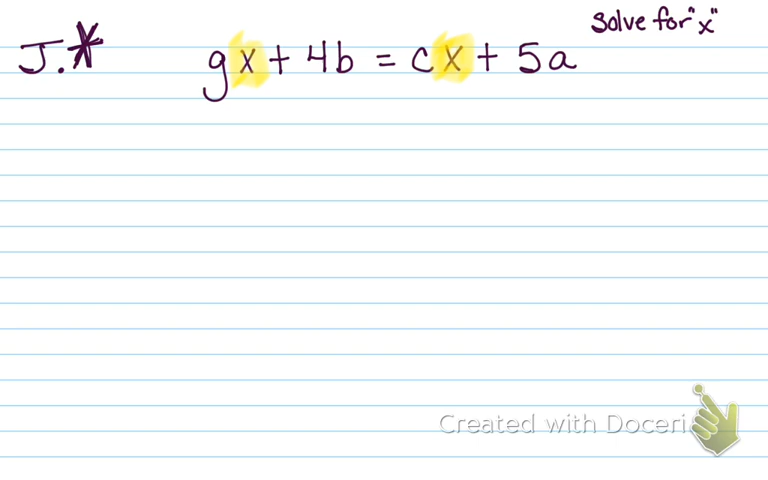 Solve for "x"
J.* gx + 4b = cx + 5a
Created with Doceri